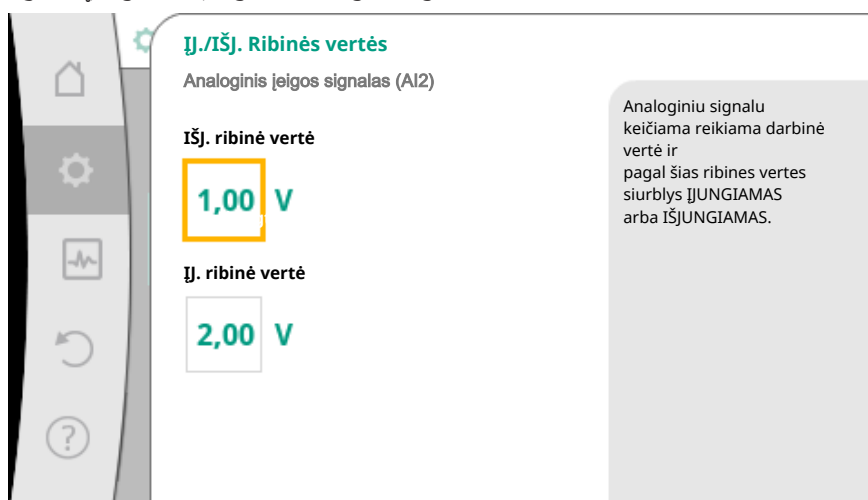 ĮJ./IŠJ. Ribinės vertės
Analoginis įeigos signalas (AI2)
IŠJ. ribinė vertė
1,00 V
ĮJ. ribinė vertė
2,00 V
Analoginiu signalu
keičiama reikiama darbinė
vertė ir
pagal šias ribines vertes
siurblys ĮJUNGIAMAS
arba IŠJUNGIAMAS.
?